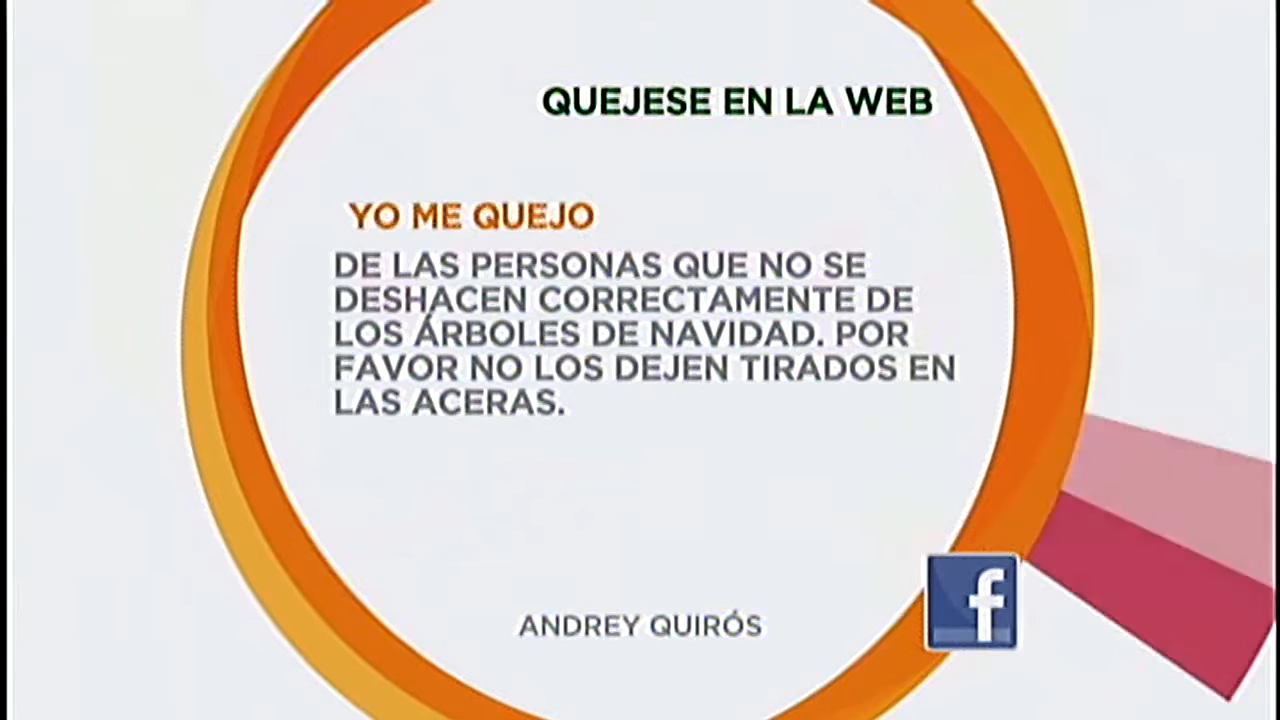 QUEJESE EN LA WEB
YO ME QUEJO
DE LAS PERSONAS QUE NO SE
DESHACEN CORRECTAMENTE DE
LOS ÁRBOLES DE NAVIDAD. POR
FAVOR NO LOS DEJEN TIRADOS EN
LAS ACERAS.
f
ANDREY QUIRÓS